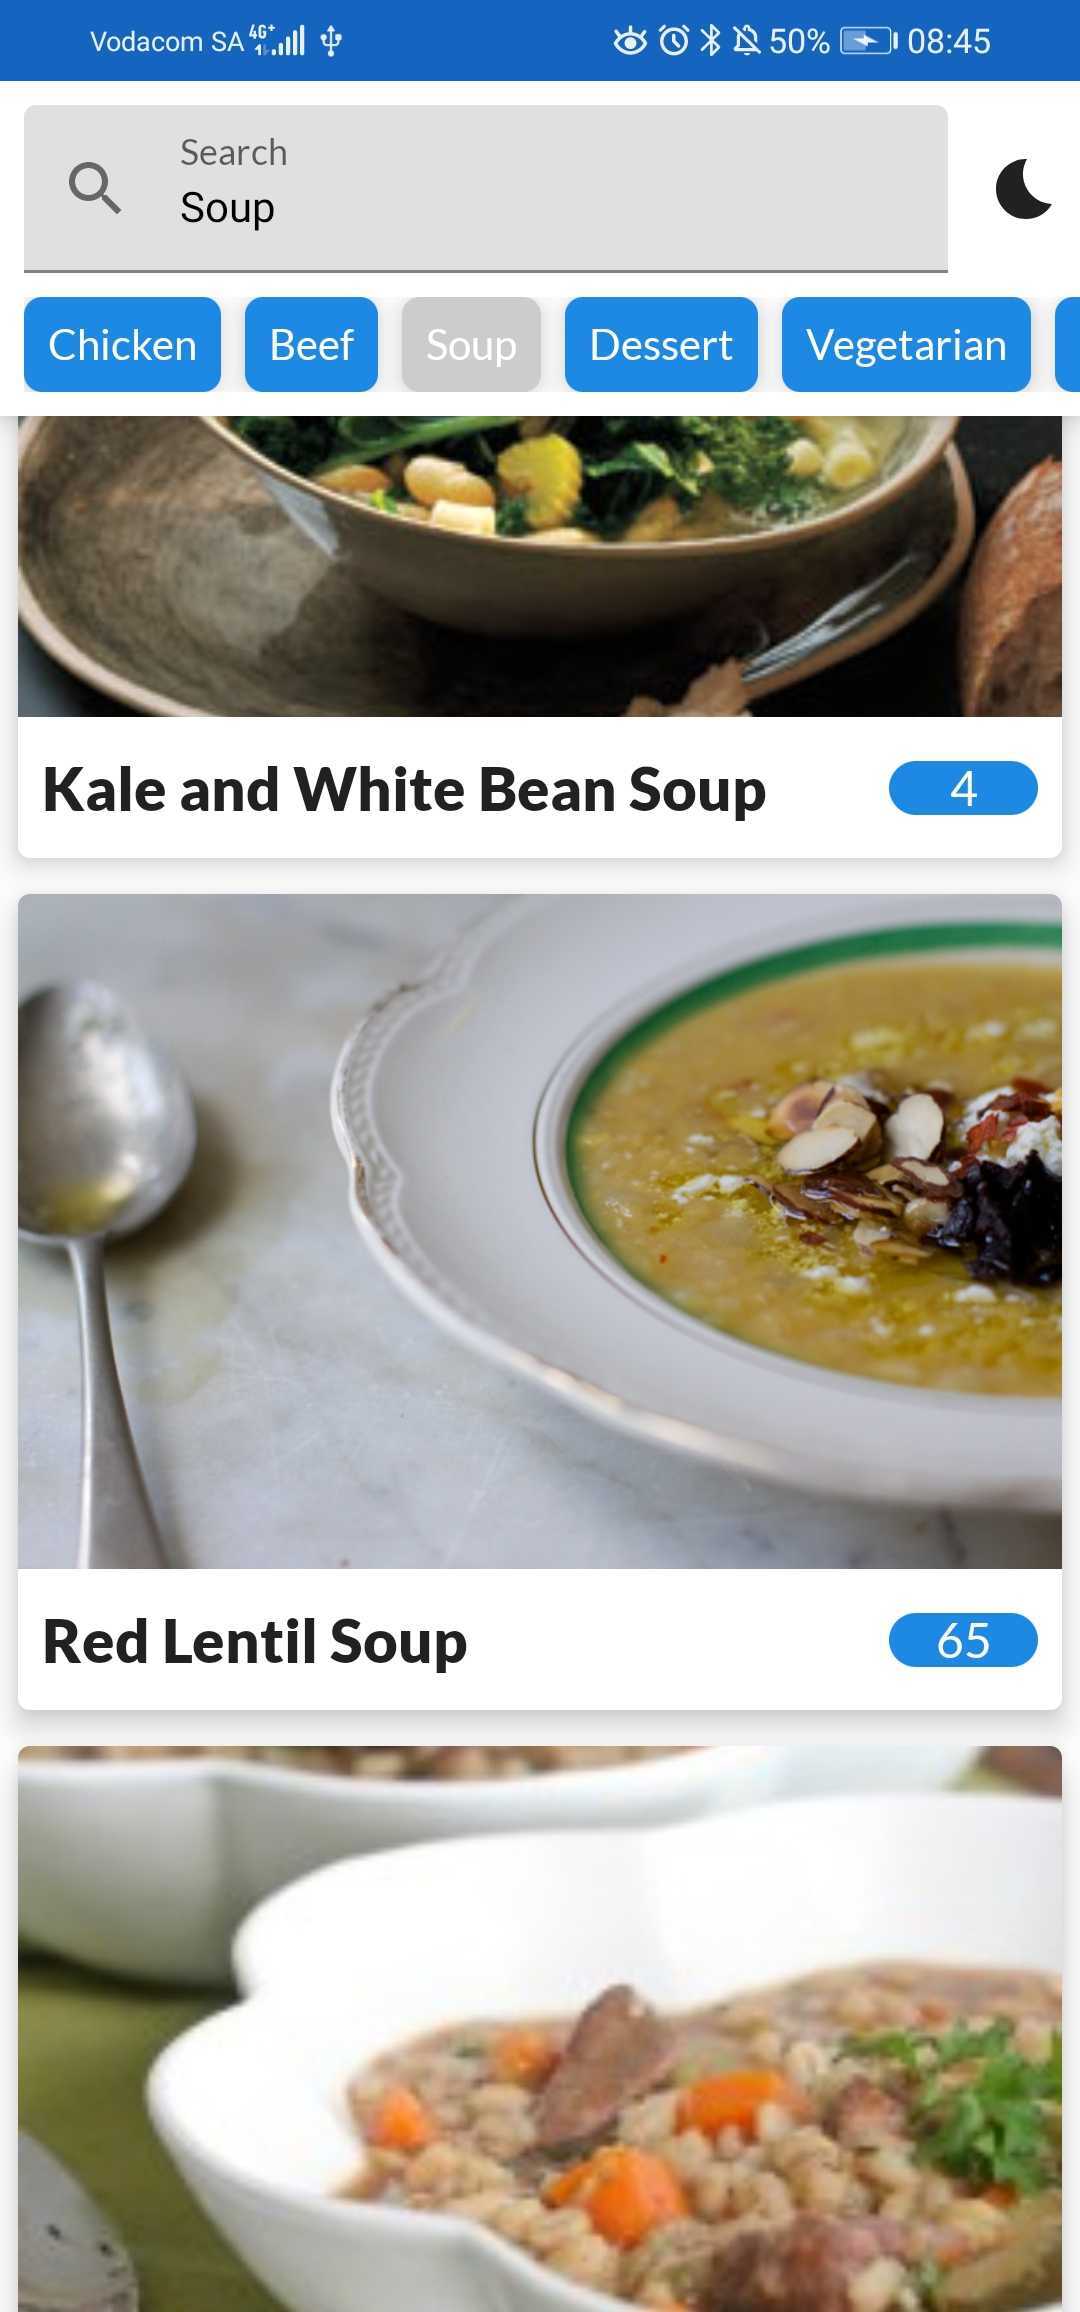 Vodacom SA 4G+ 50% 08:45
Search
Soup
Chicken Beef Soup Dessert Vegetarian
Kale and White Bean Soup 4
Red Lentil Soup 65